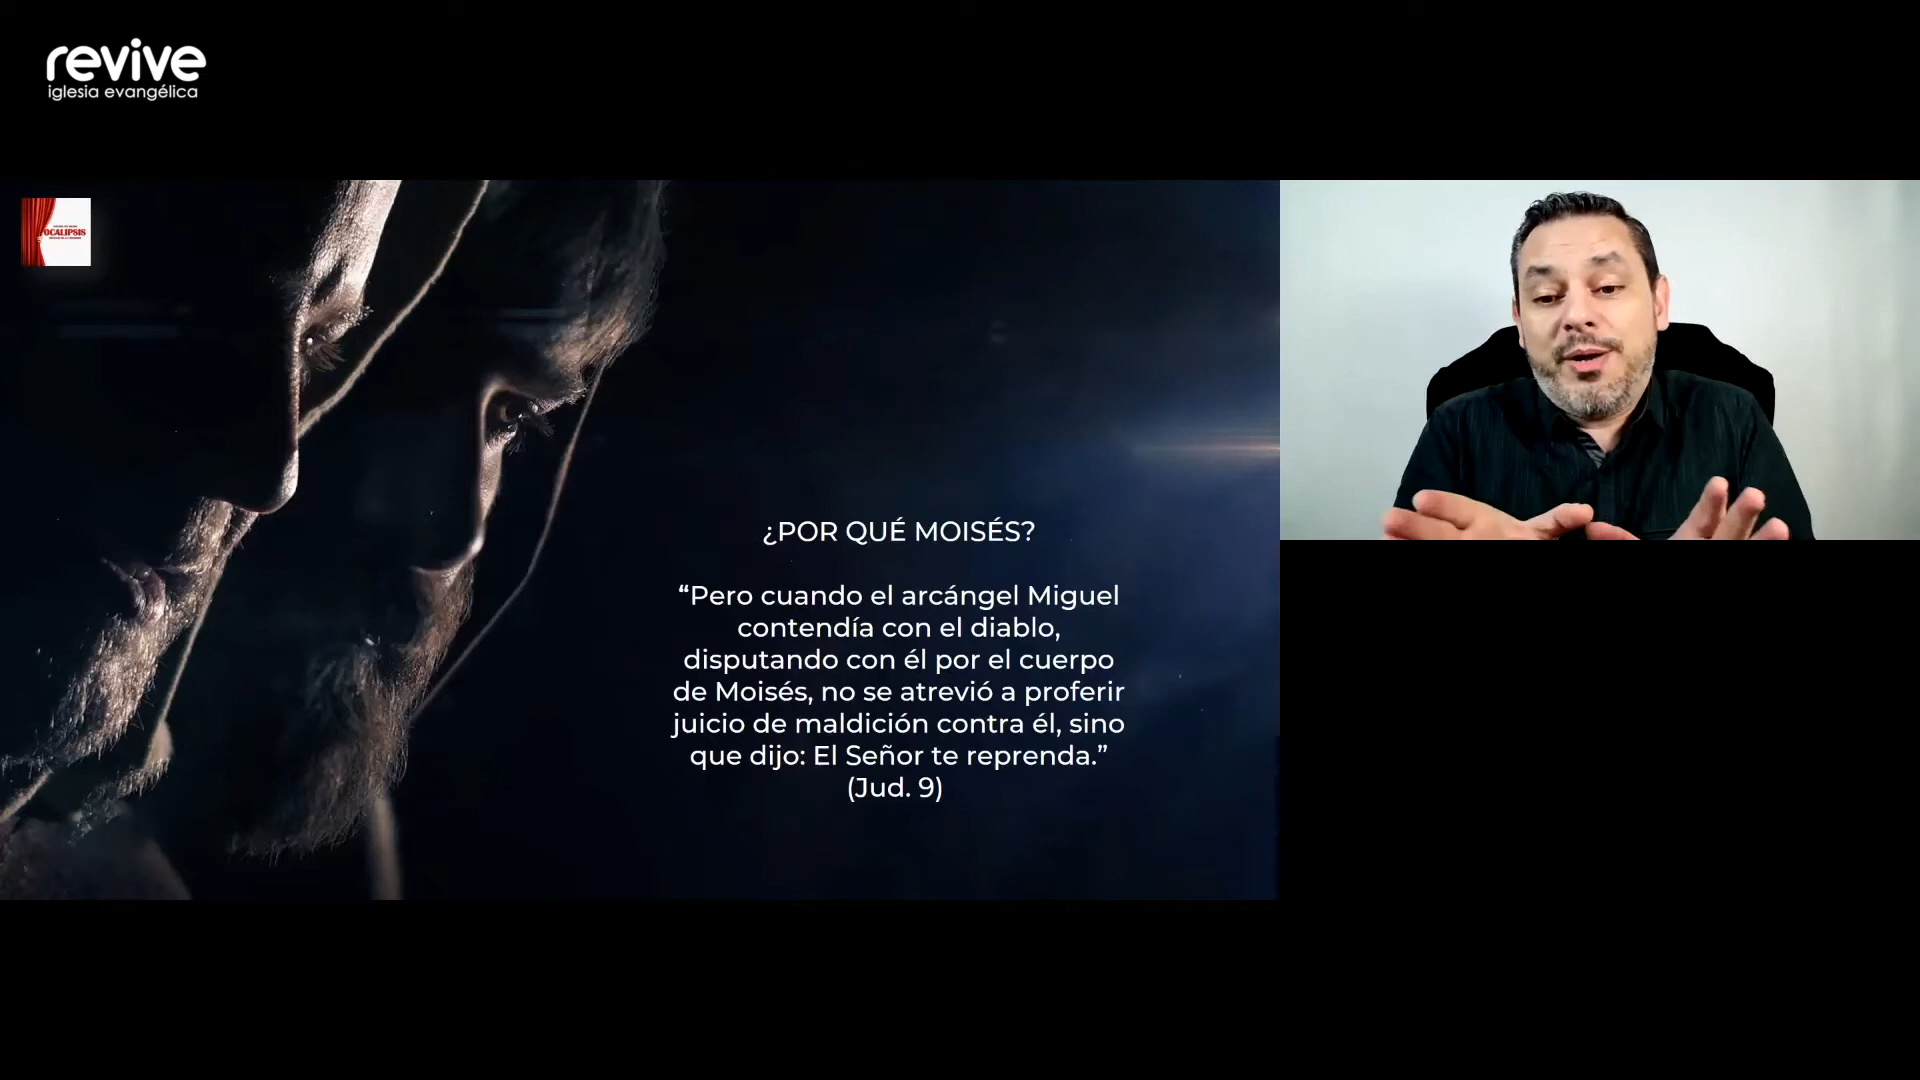 revive
iglesia evangélica
OCALIPSIS
¿POR QUÉ MOISÉS?
“Pero cuando el arcángel Miguel
contendía con el diablo,
disputando con él por el cuerpo
de Moisés, no se atrevió a proferir
juicio de maldición contra él, sino
que dijo: El Señor te reprenda.”
(Jud. 9)